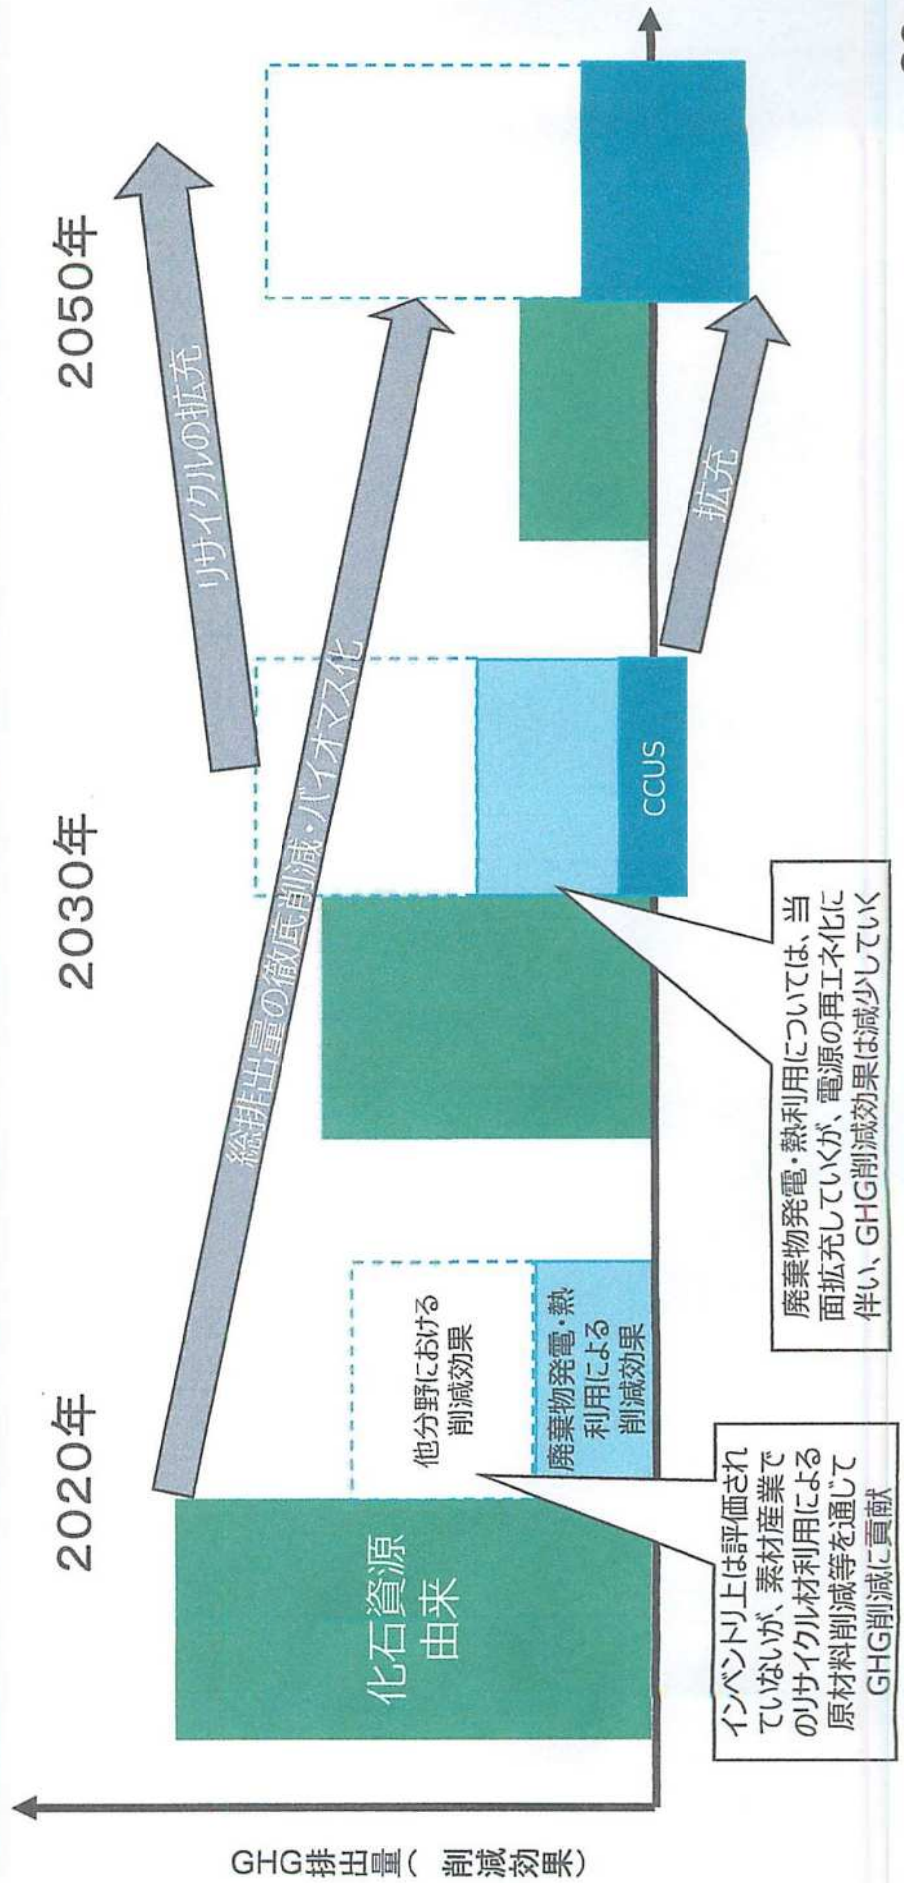 2020年
2030年
2050年
GHG排出量( 削減効果)
リサイクルの拡充
総排出量の徹底削減・バイオマス化
拡充
化石資源
由来
他分野における
削減効果
廃棄物発電・熱
利用による
削減効果
CCUS
インベントリ上は評価され
ていないが、素材産業で
のリサイクル材利用による
原材料削減等を通じて
GHG削減に貢献
廃棄物発電・熱利用については、当
面拡充していくが、電源の再エネ化に
伴い、GHG削減効果は減少していく